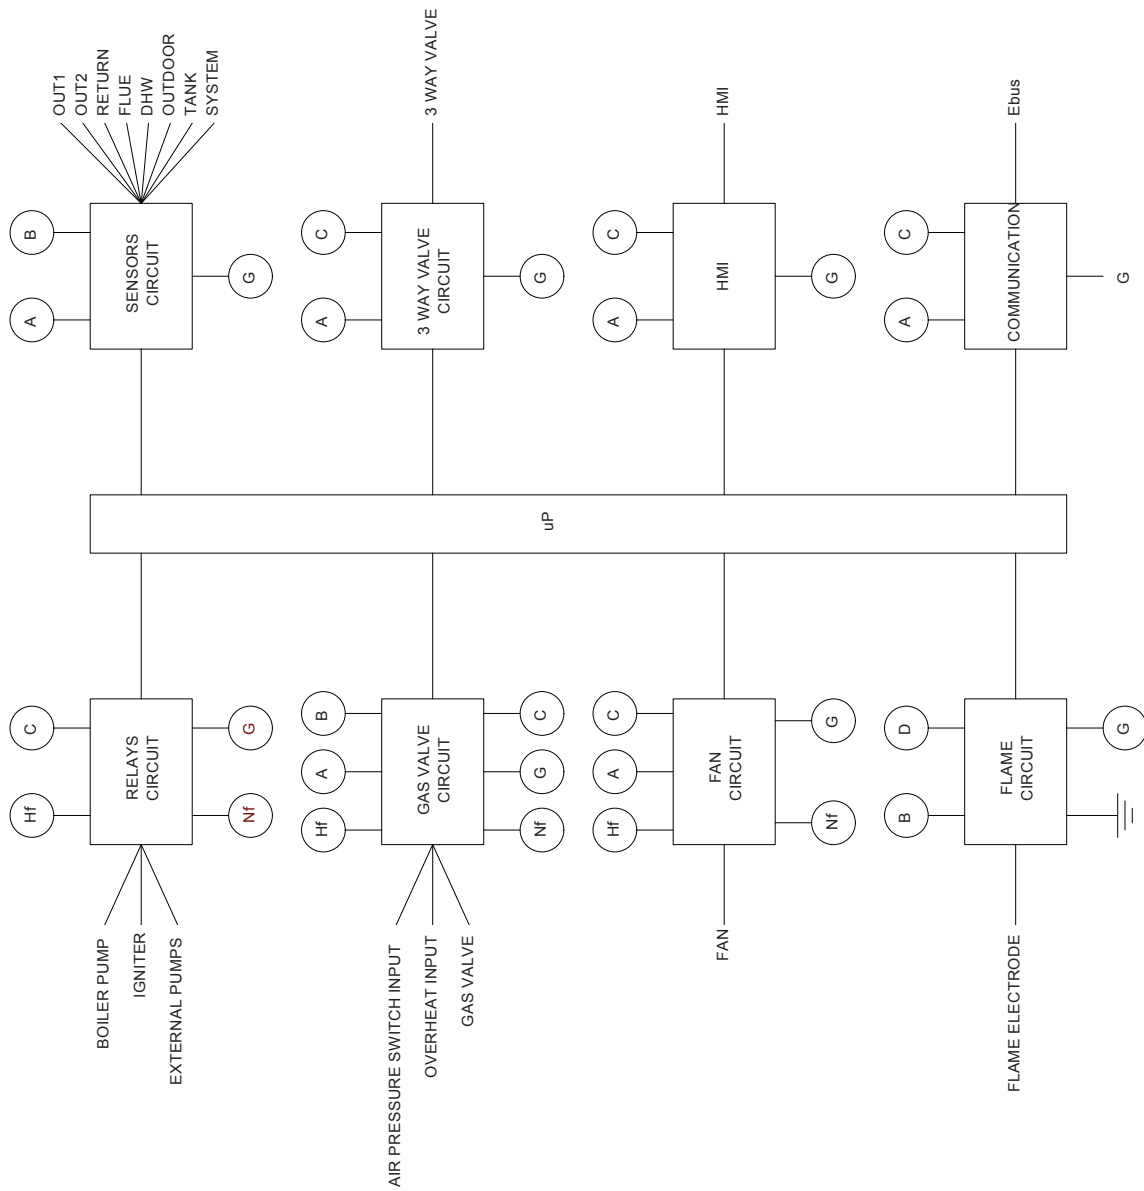 Hf
C
BOILER PUMP
IGNITER
EXTERNAL PUMPS
RELAYS
CIRCUIT
Nf
G
A
B
SENSORS
CIRCUIT
G
OUT1
OUT2
RETURN
FLUE
DHW
OUTDOOR
TANK
SYSTEM
Hf
A
B
AIR PRESSURE SWITCH INPUT
OVERHEAT INPUT
GAS VALVE
GAS VALVE
CIRCUIT
Nf
G
C
A
C
3 WAY VALVE
CIRCUIT
G
3 WAY VALVE
uP
Hf
A
C
FAN
FAN
CIRCUIT
Nf
G
A
C
HMI
G
HMI
B
D
FLAME ELECTRODE
FLAME
CIRCUIT
G
A
C
COMMUNICATION
G
Ebus